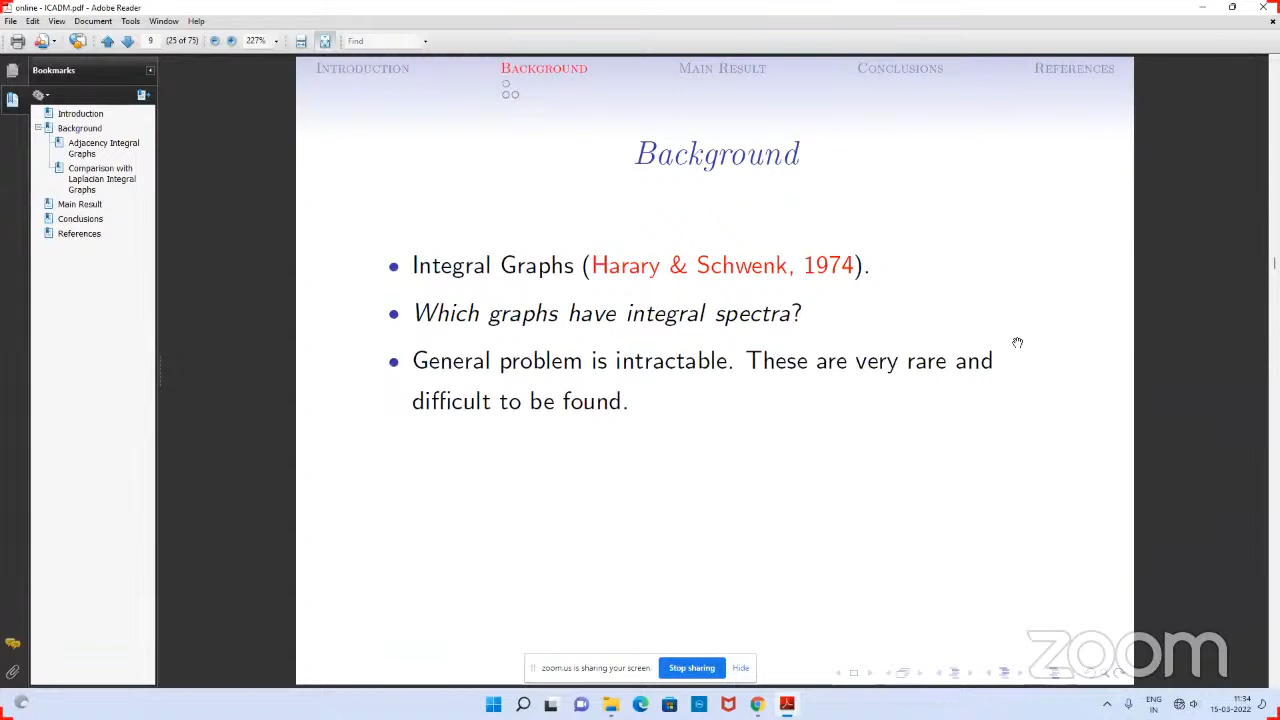 online - ICADM.pdf - Adobe Reader
File Edit View Document Tools Window Help
9 (25 of 75) 227% Find
Bookmarks
Introduction
Background
Adjacency Integral
Graphs
Comparison with
Laplacian Integral
Graphs
Main Result
Conclusions
References
INTRODUCTION BACKGROUND MAIN RESULT CONCLUSIONS REFERENCES
Background
• Integral Graphs (Harary & Schwenk, 1974).
• Which graphs have integral spectra?
• General problem is intractable. These are very rare and
difficult to be found.
zoom
zoom.us is sharing your screen. Stop sharing Hide
ENG
IN
11:34
15-03-2022